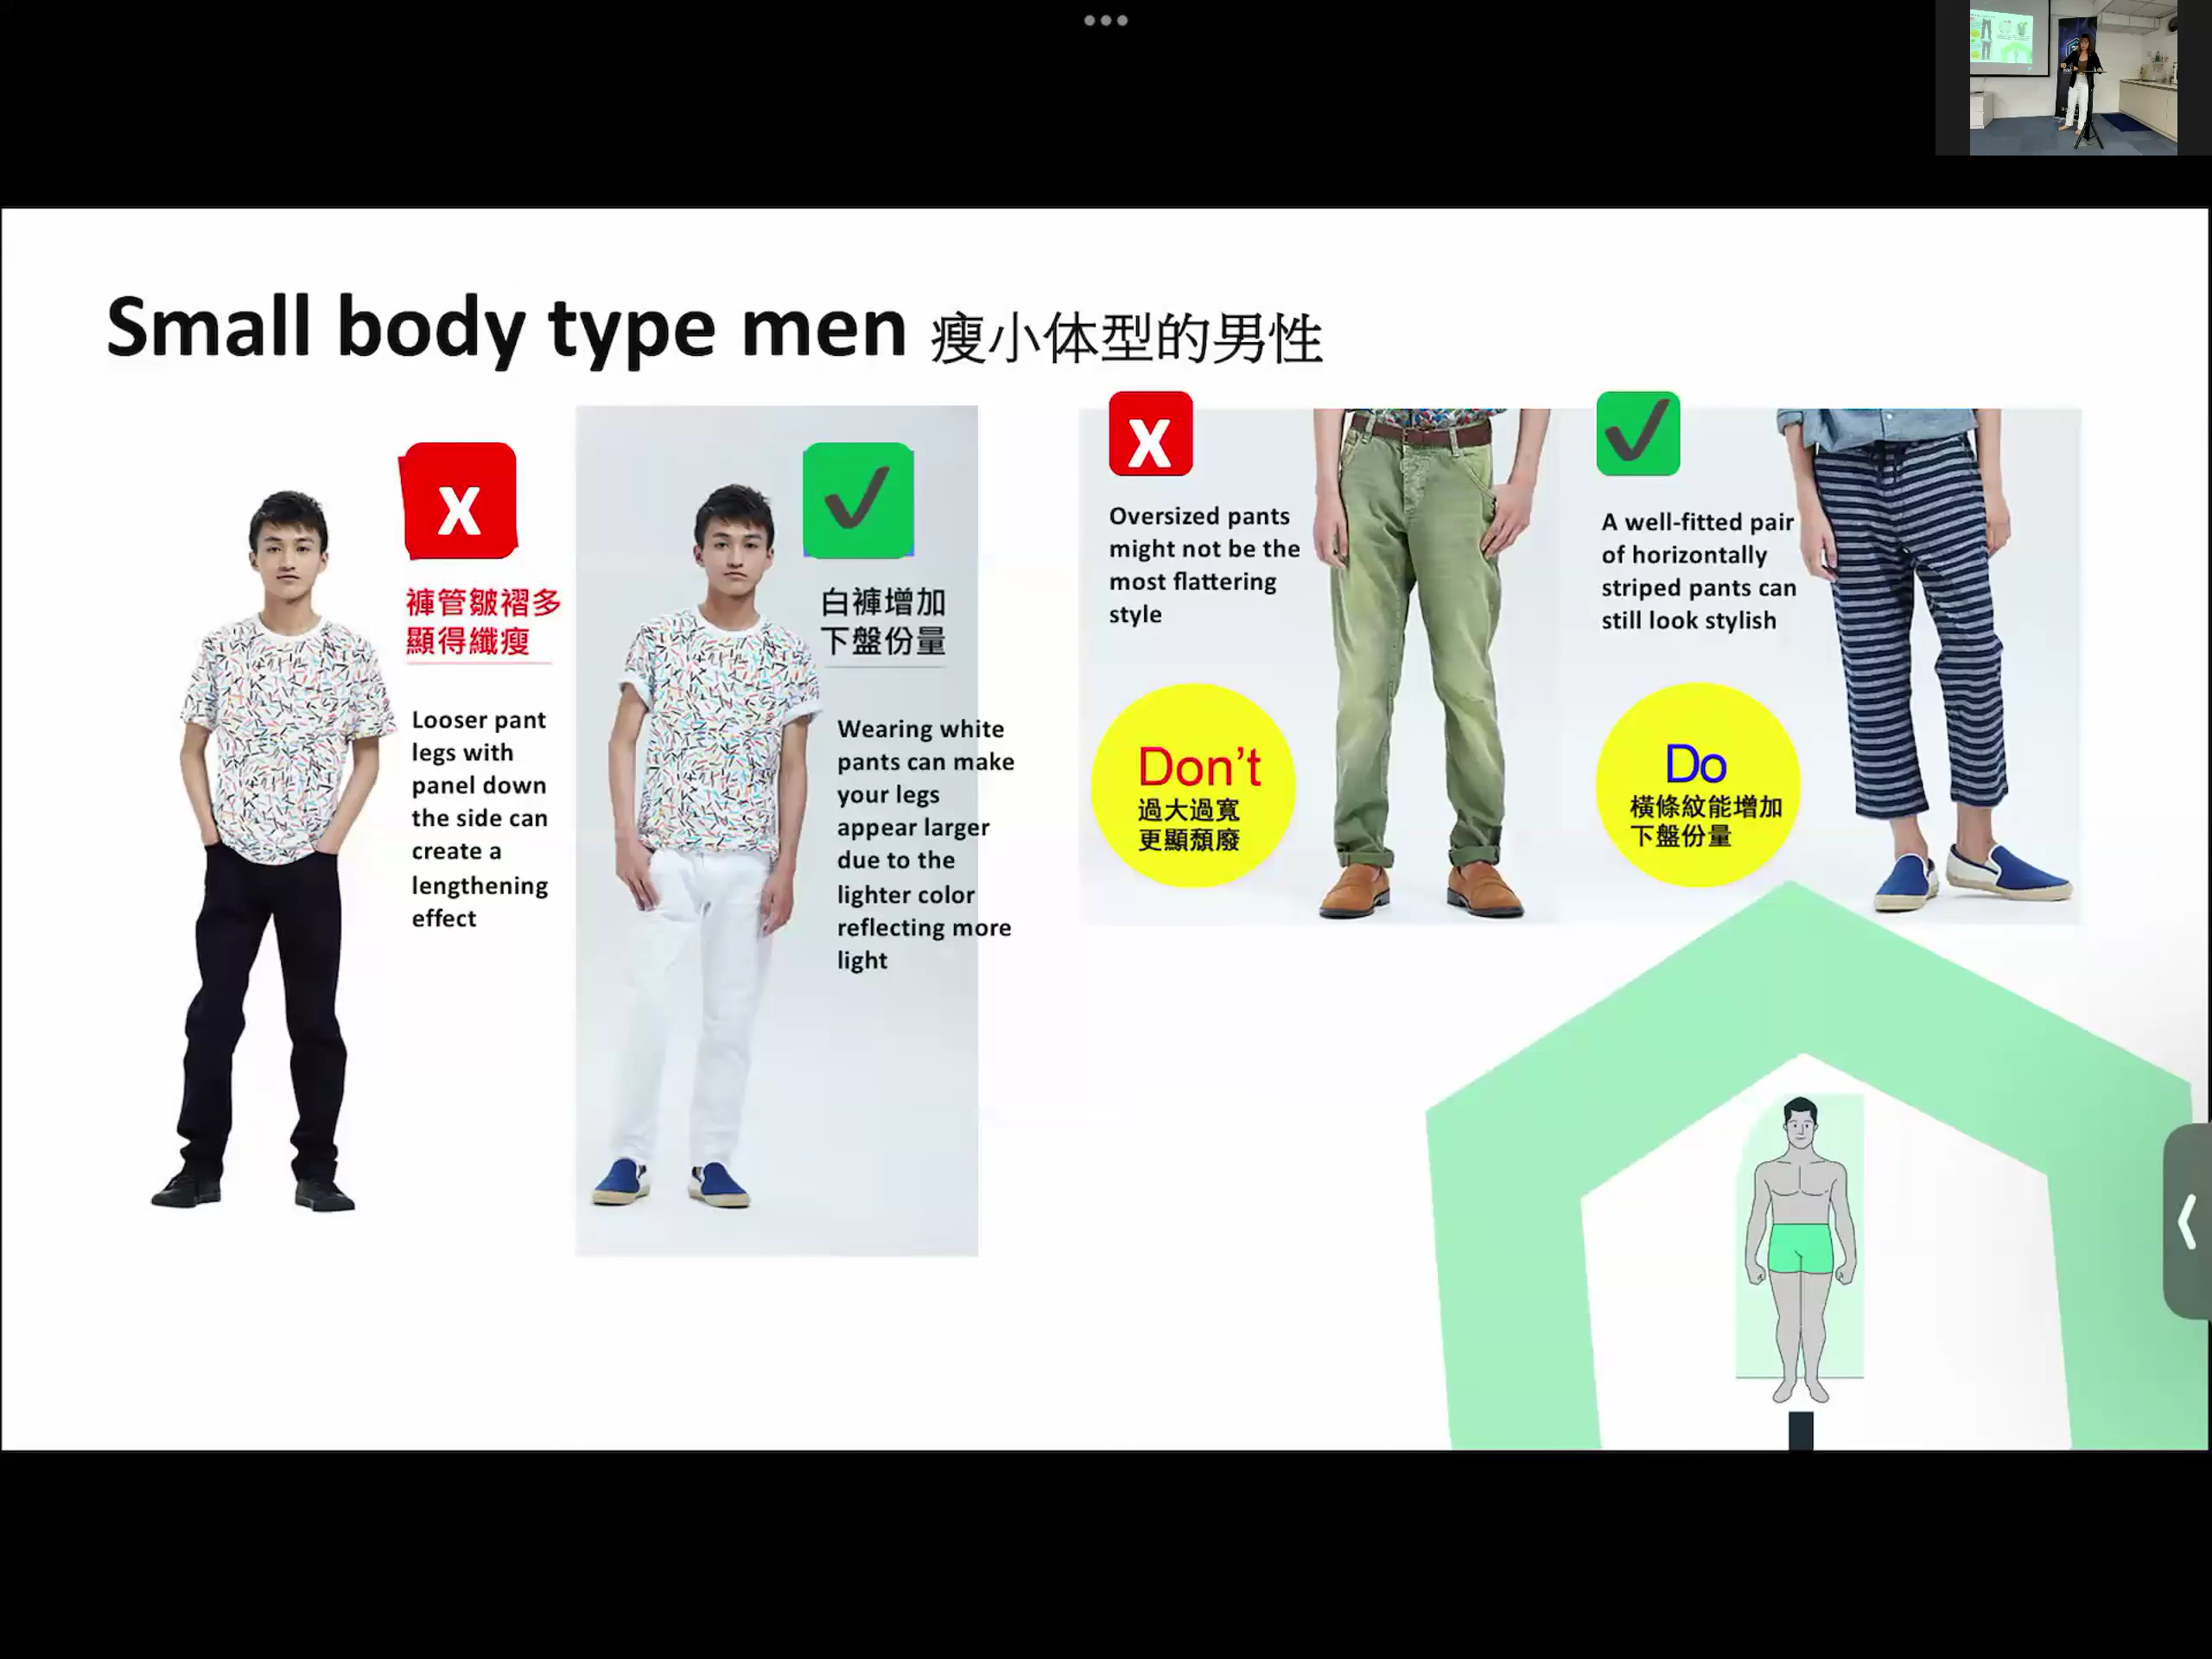 Small body type men 瘦小体型的男性
X
褲管皺褶多
顯得纖瘦
Looser pant
legs with
panel down
the side can
create a
lengthening
effect
白褲增加
下盤份量
Wearing white
pants can make
your legs
appear larger
due to the
lighter color
reflecting more
light
X
Oversized pants
might not be the
most flattering
style
Don't
過大過寬
更顯頹廢
A well-fitted pair
of horizontally
striped pants can
still look stylish
Do
橫條紋能增加
下盤份量